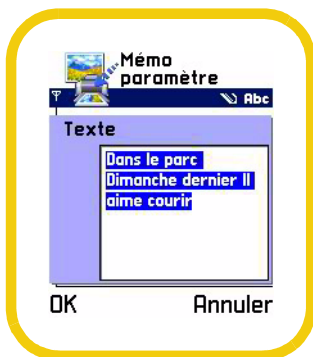 Mémo
paramètre
Abc
Texte
Dans le parc
Dimanche dernier Il
aime courir
OK
Annuler